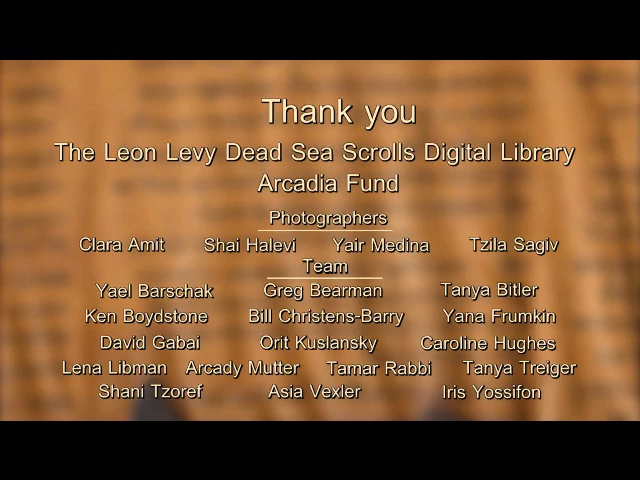 Thank you
The Leon Levy Dead Sea Scrolls Digital Library
Arcadia Fund
Photographers
Clara Amit Shai Halevi Yair Medina Tzila Sagiv
Team
Yael Barschak Greg Bearman Tanya Bitler
Ken Boydstone Bill Christens-Barry Yana Frumkin
David Gabai Orit Kuslansky Caroline Hughes
Lena Libman Arcady Mutter Tamar Rabbi Tanya Treiger
Shani Tzoref Asia Vexler Iris Yossifon